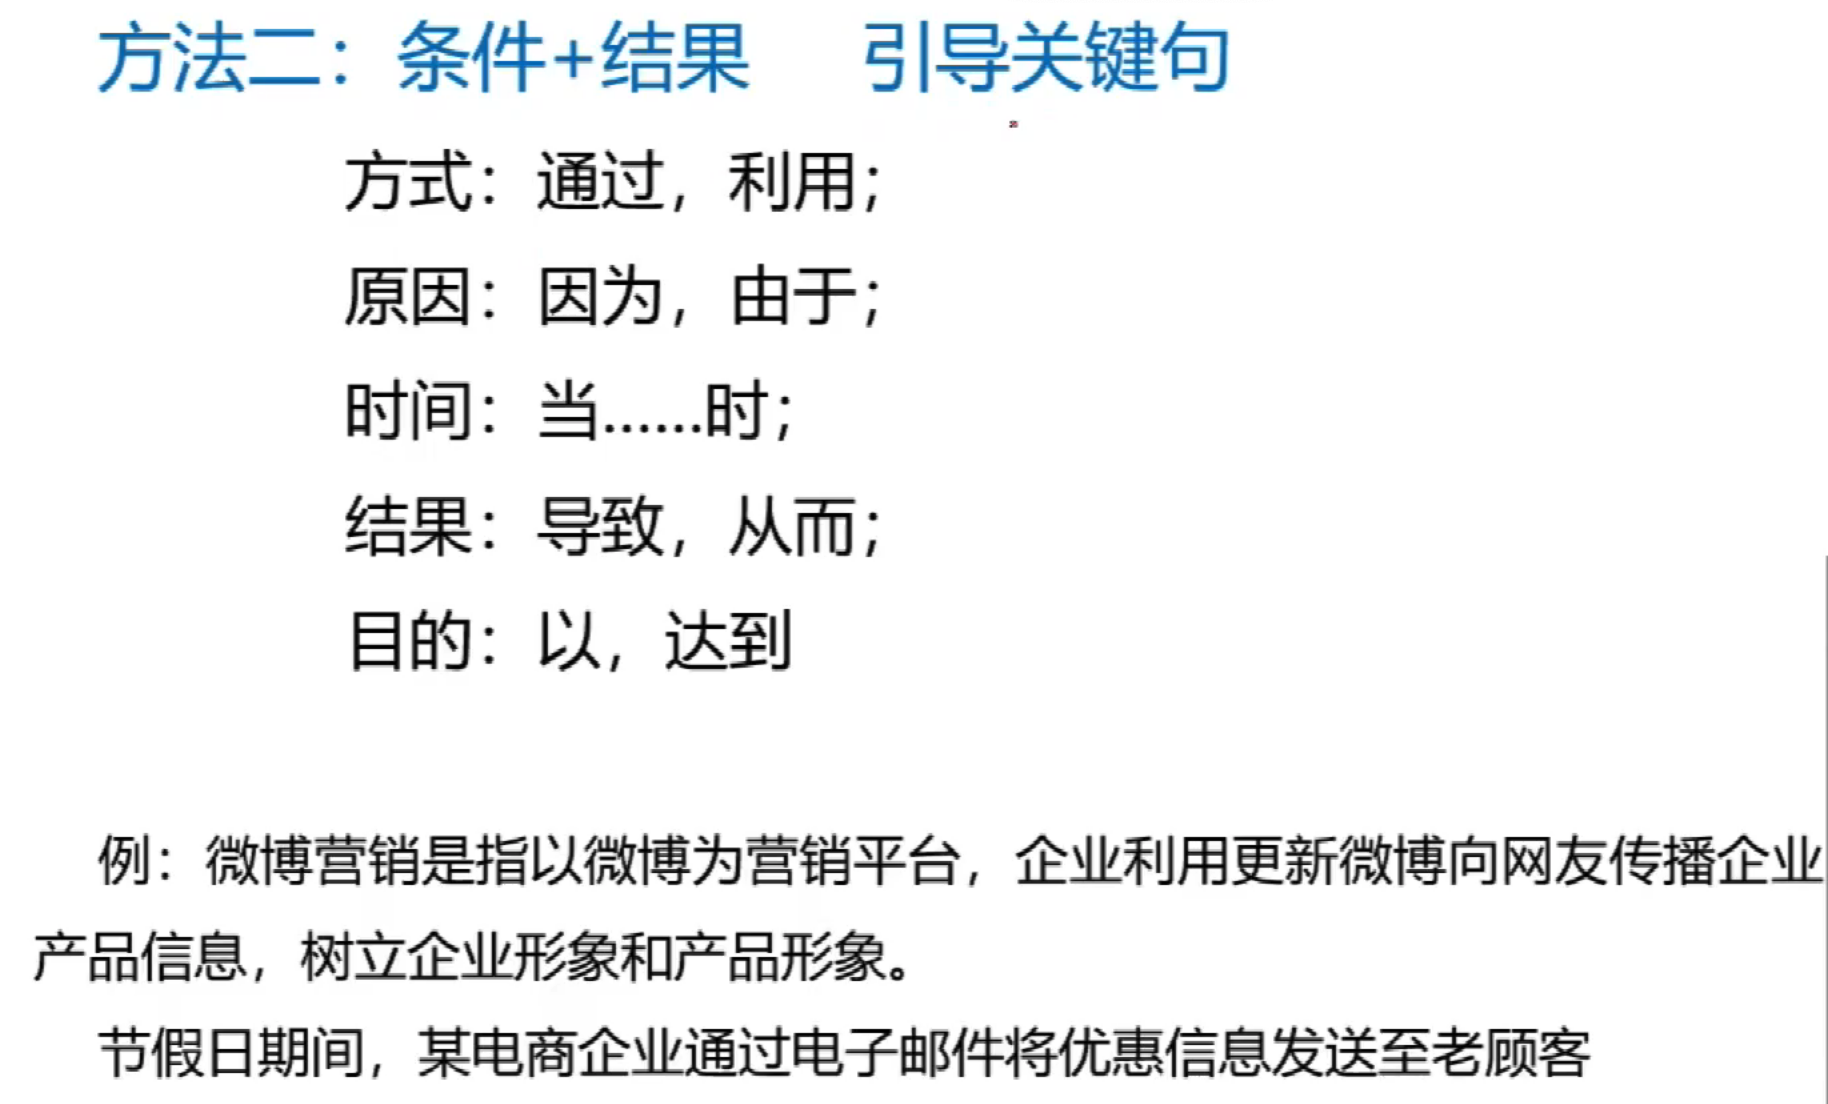 方法二：条件+结果 引导关键句
方式：通过，利用；
原因：因为，由于；
时间：当......时；
结果：导致，从而；
目的：以，达到
例：微博营销是指以微博为营销平台，企业利用更新微博向网友传播企业
产品信息，树立企业形象和产品形象。
节假日期间，某电商企业通过电子邮件将优惠信息发送至老顾客